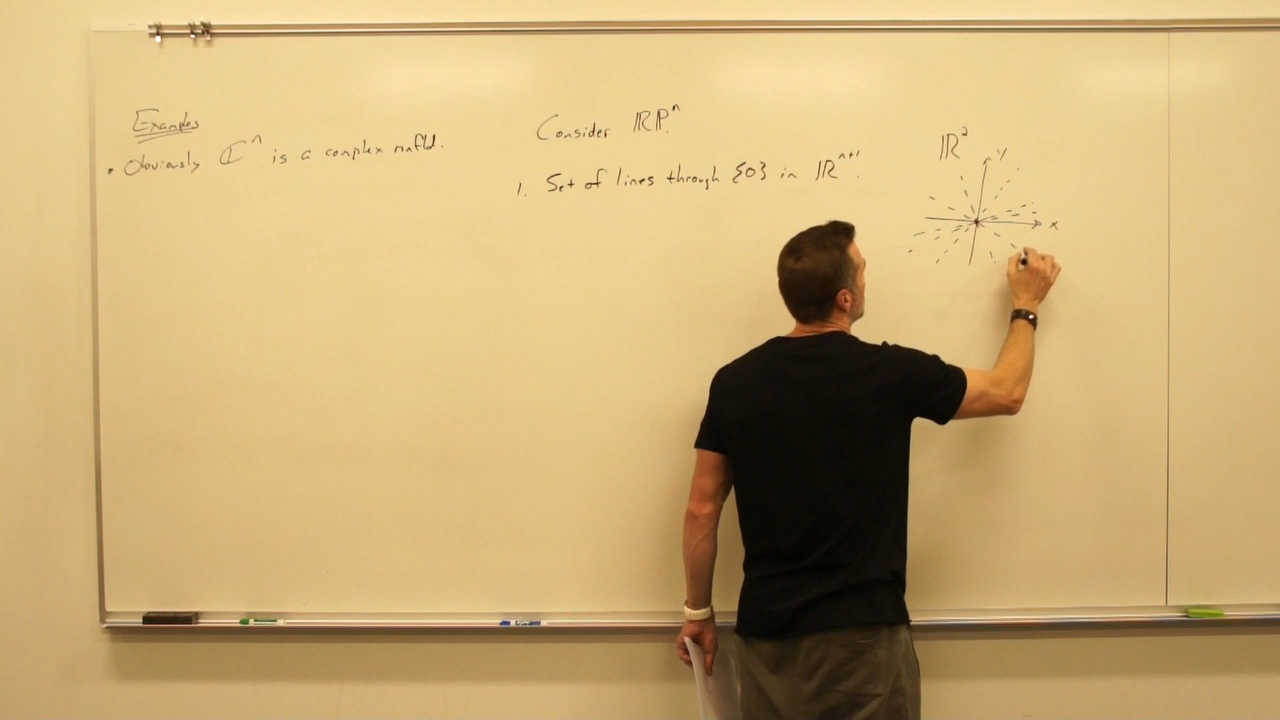 Examples
• Obviously ℂⁿ is a complex mnfld.
Consider ℝℙⁿ.
1. Set of lines through {0} in ℝⁿ⁺¹.
ℝ²
y
x